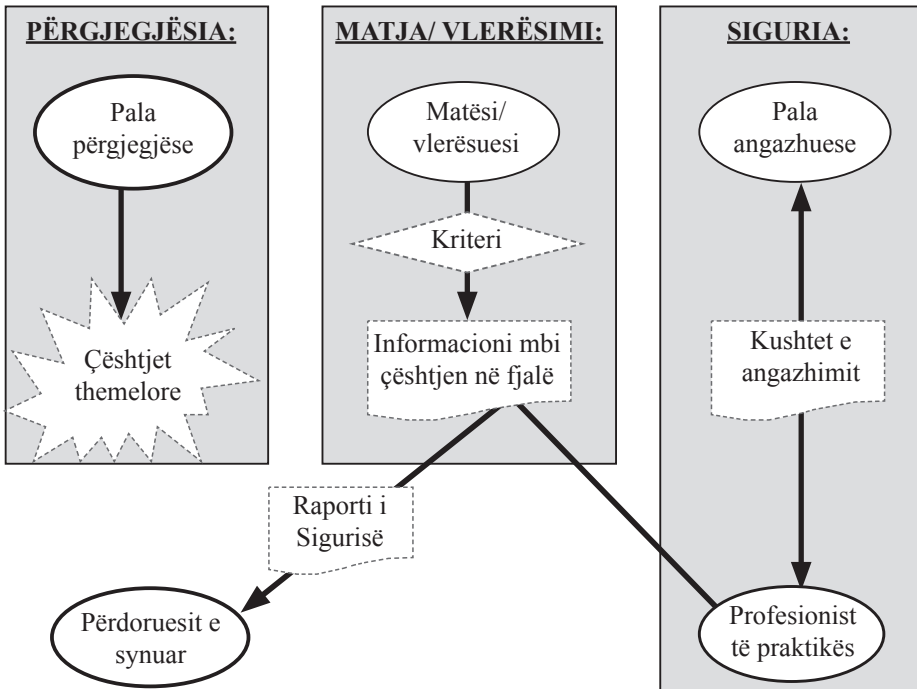 PËRGJEGJËSIA:
Pala
përgjegjëse
Çështjet
themelore
MATJA/ VLERËSIMI:
Matësi/
vlerësuesi
Kriteri
Informacioni mbi
çështjen në fjalë
SIGURIA:
Pala
angazhuese
Kushtet e
angazhimit
Raporti i
Sigurisë
Përdoruesit e
synuar
Profesionist
të praktikës